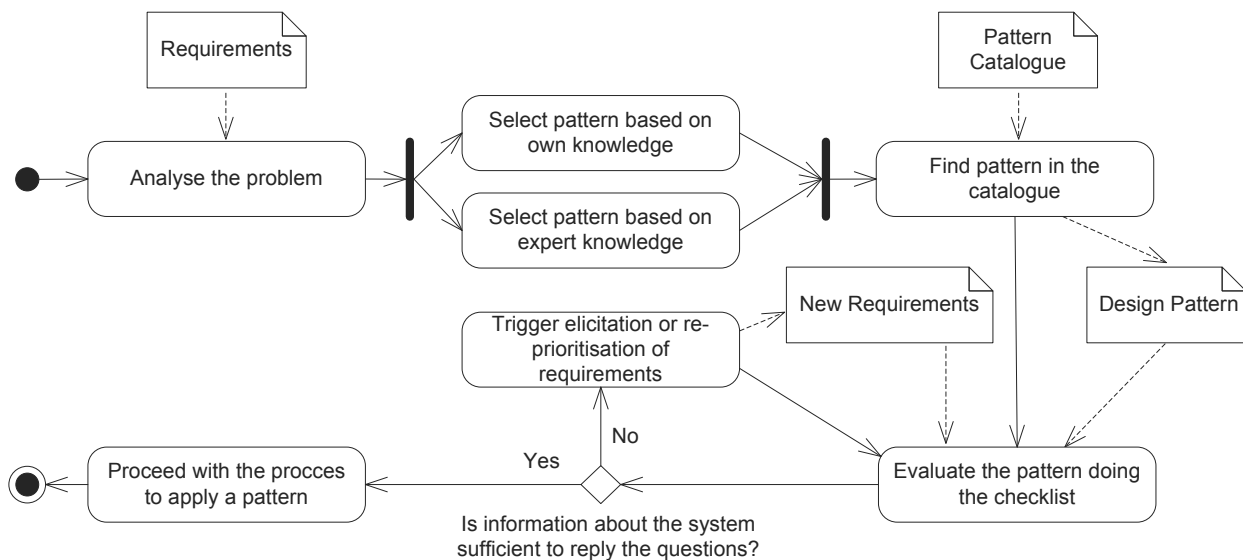 Requirements
Pattern
Catalogue
Select pattern based on
own knowledge
Analyse the problem
Find pattern in the
catalogue
Select pattern based on
expert knowledge
New Requirements
Design Pattern
Trigger elicitation or re-
prioritisation of
requirements
No
Yes
Proceed with the procces
to apply a pattern
Evaluate the pattern doing
the checklist
Is information about the system
sufficient to reply the questions?